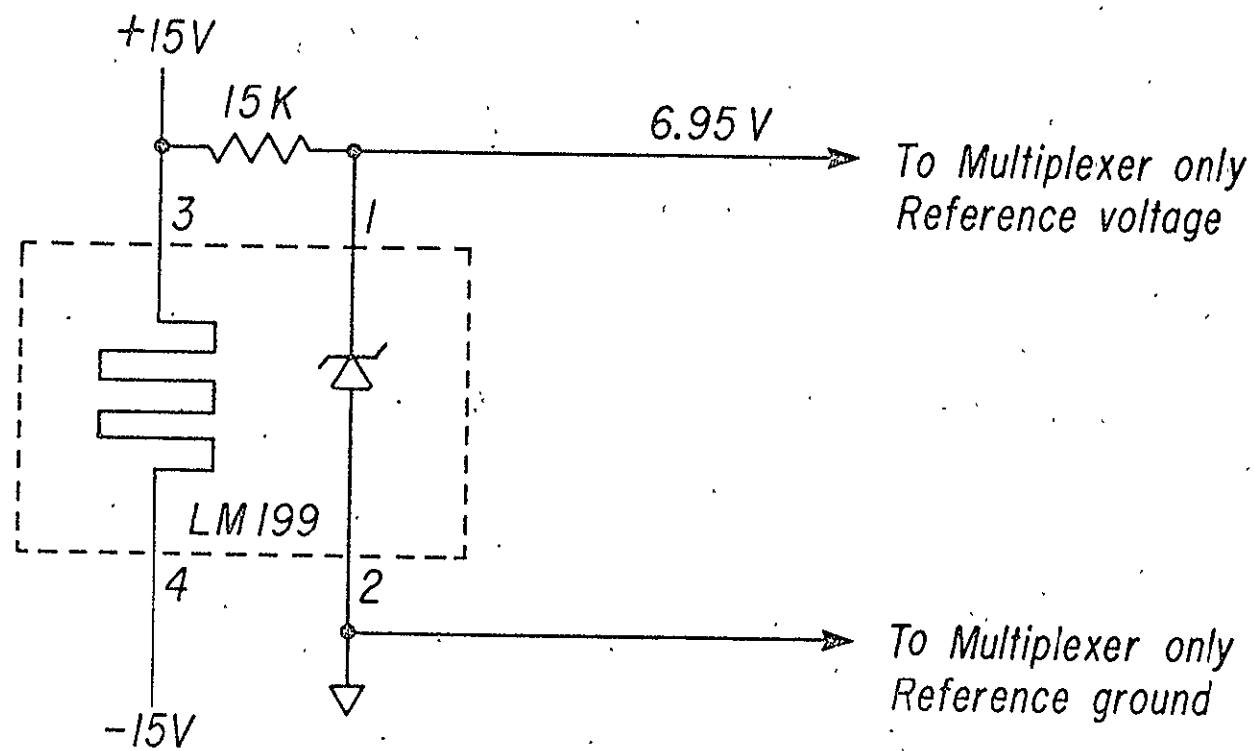 +15V
15K
6.95 V
To Multiplexer only
Reference voltage
3
1
LM199
4
2
To Multiplexer only
Reference ground
-15V